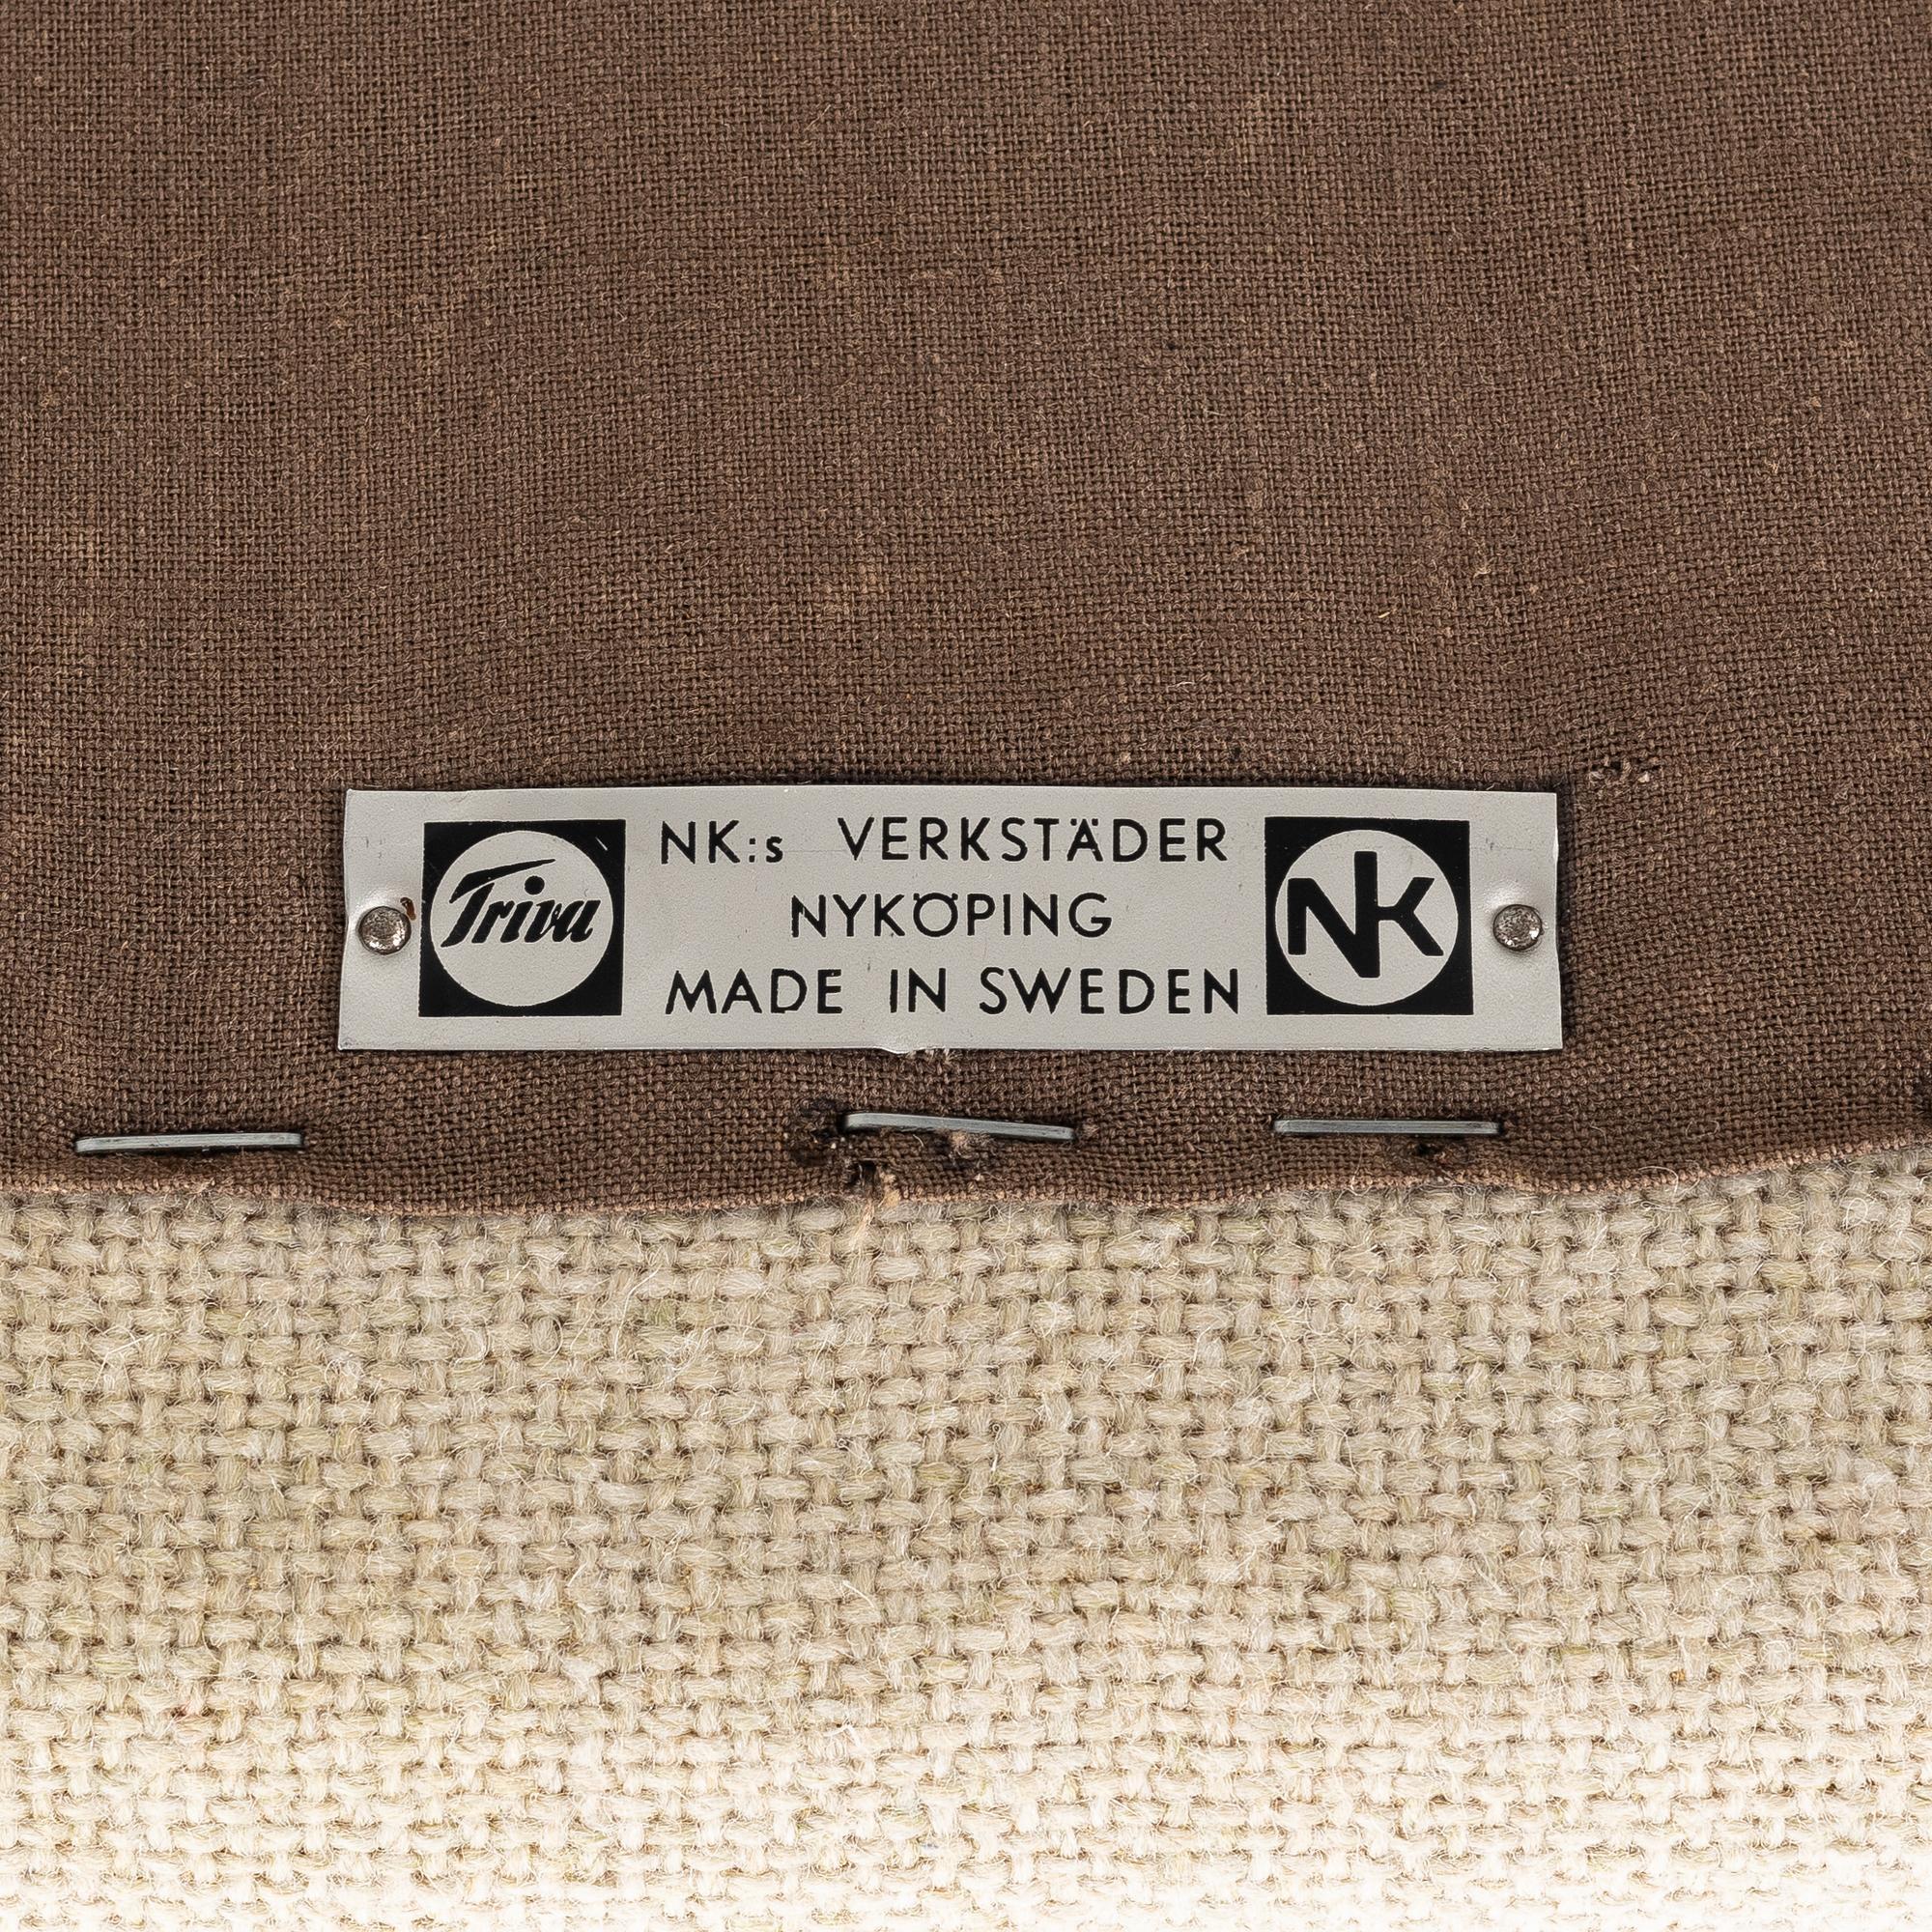 Triva
NK:s VERKSTÄDER
NYKÖPING
MADE IN SWEDEN
NK